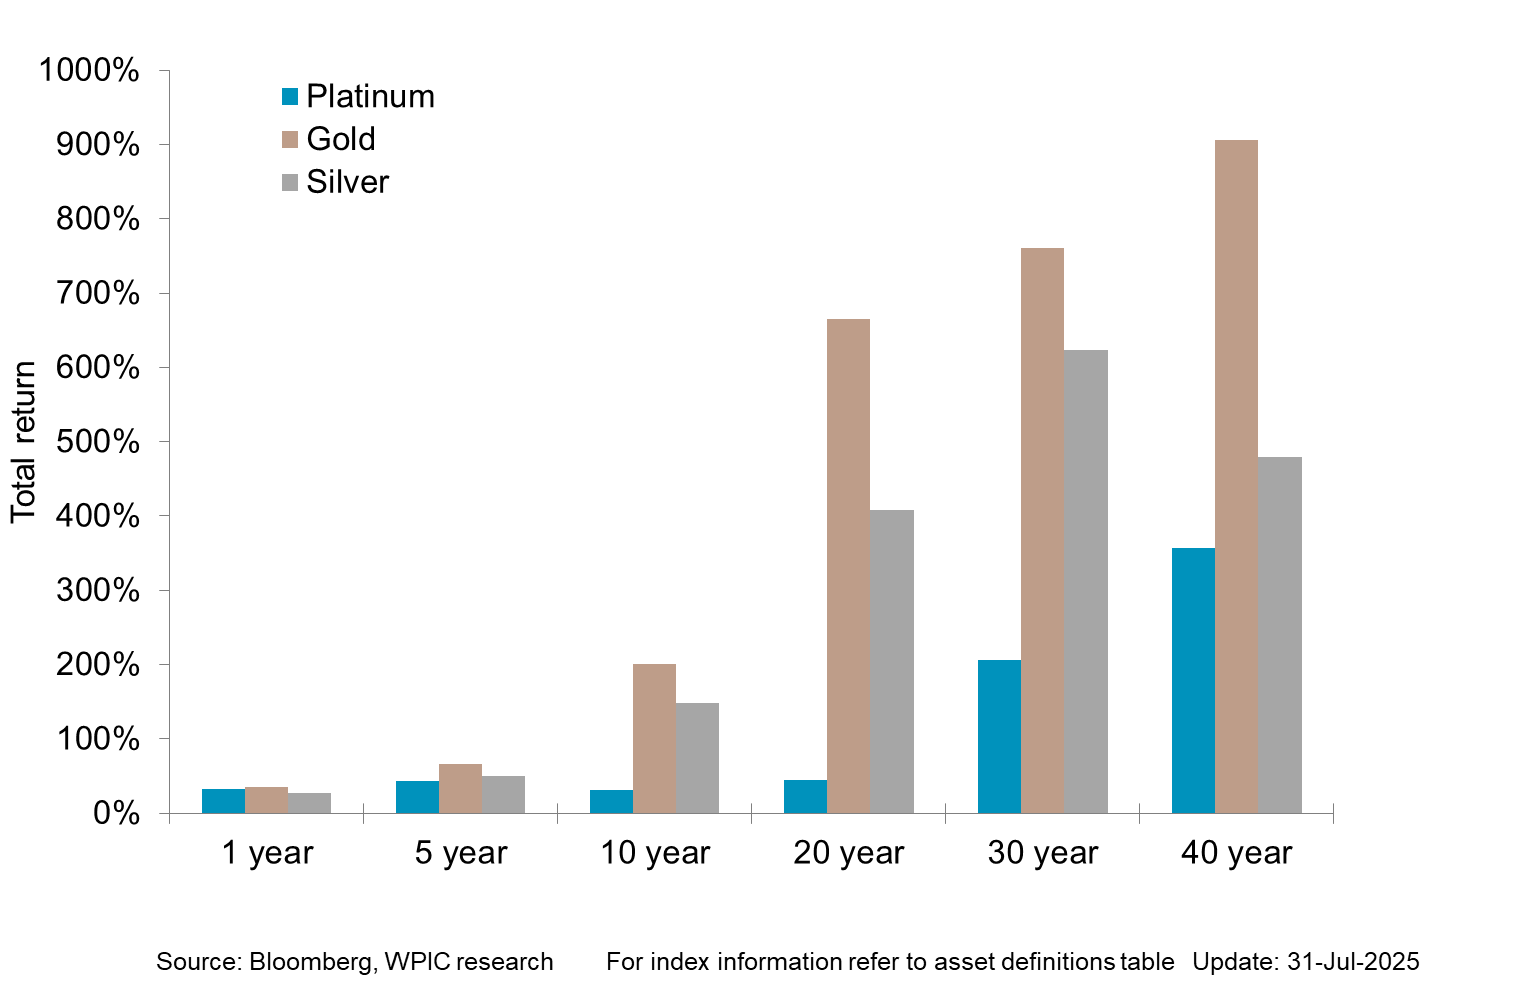 1000%
900%
800%
700%
600%
500%
400%
300%
200%
100%
0%
Total return
Platinum
Gold
Silver
1 year 5 year 10 year 20 year 30 year 40 year
Source: Bloomberg, WPIC research For index information refer to asset definitions table Update: 31-Jul-2025